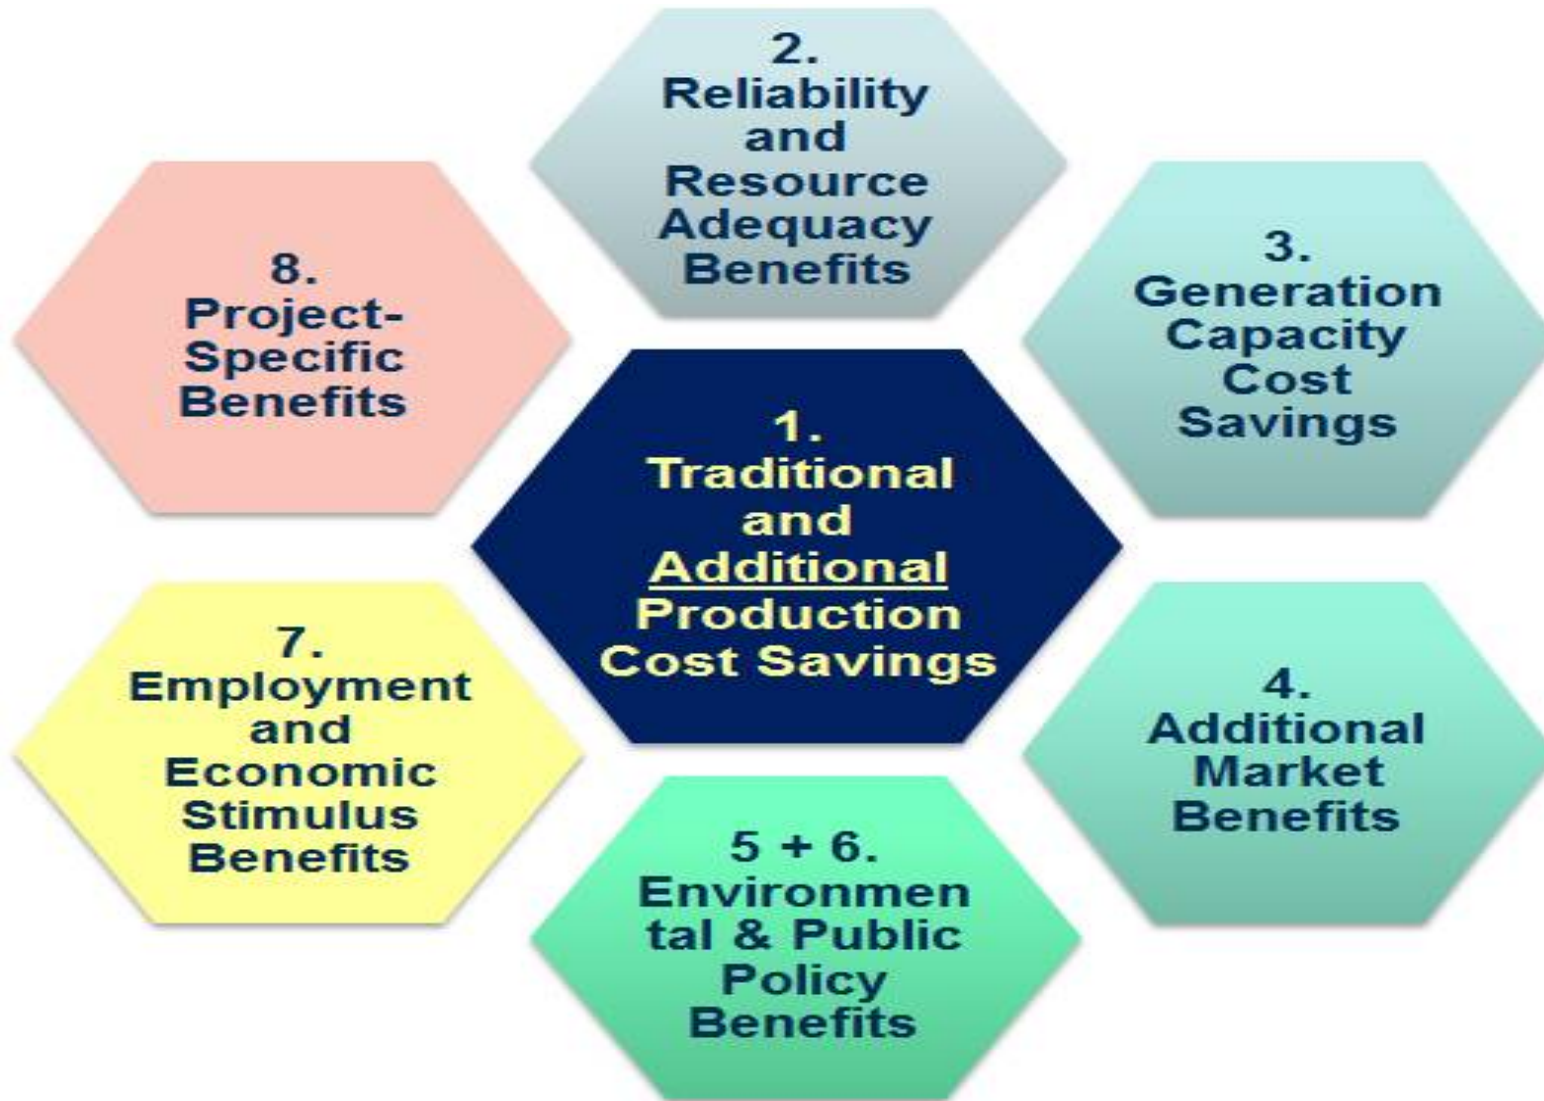 2.
Reliability
and
Resource
Adequacy
Benefits
8.
Project-
Specific
Benefits
3.
Generation
Capacity
Cost
Savings
1.
Traditional
and
Additional
Production
Cost Savings
7.
Employment
and
Economic
Stimulus
Benefits
4.
Additional
Market
Benefits
5 + 6.
Environmen
tal & Public
Policy
Benefits